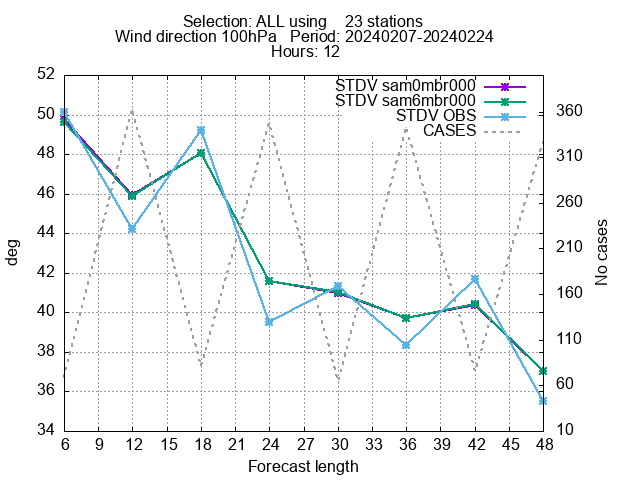 Selection: ALL using    23 stations
Wind direction 100hPa   Period: 20240207-20240224
Hours: 12
STDV sam0mbr000
STDV sam6mbr000
STDV OBS
CASES
52
50
48
46
44
42
40
38
36
34
deg
360
310
260
210
160
110
60
10
No cases
6 9 12 15 18 21 24 27 30 33 36 39 42 45 48
Forecast length